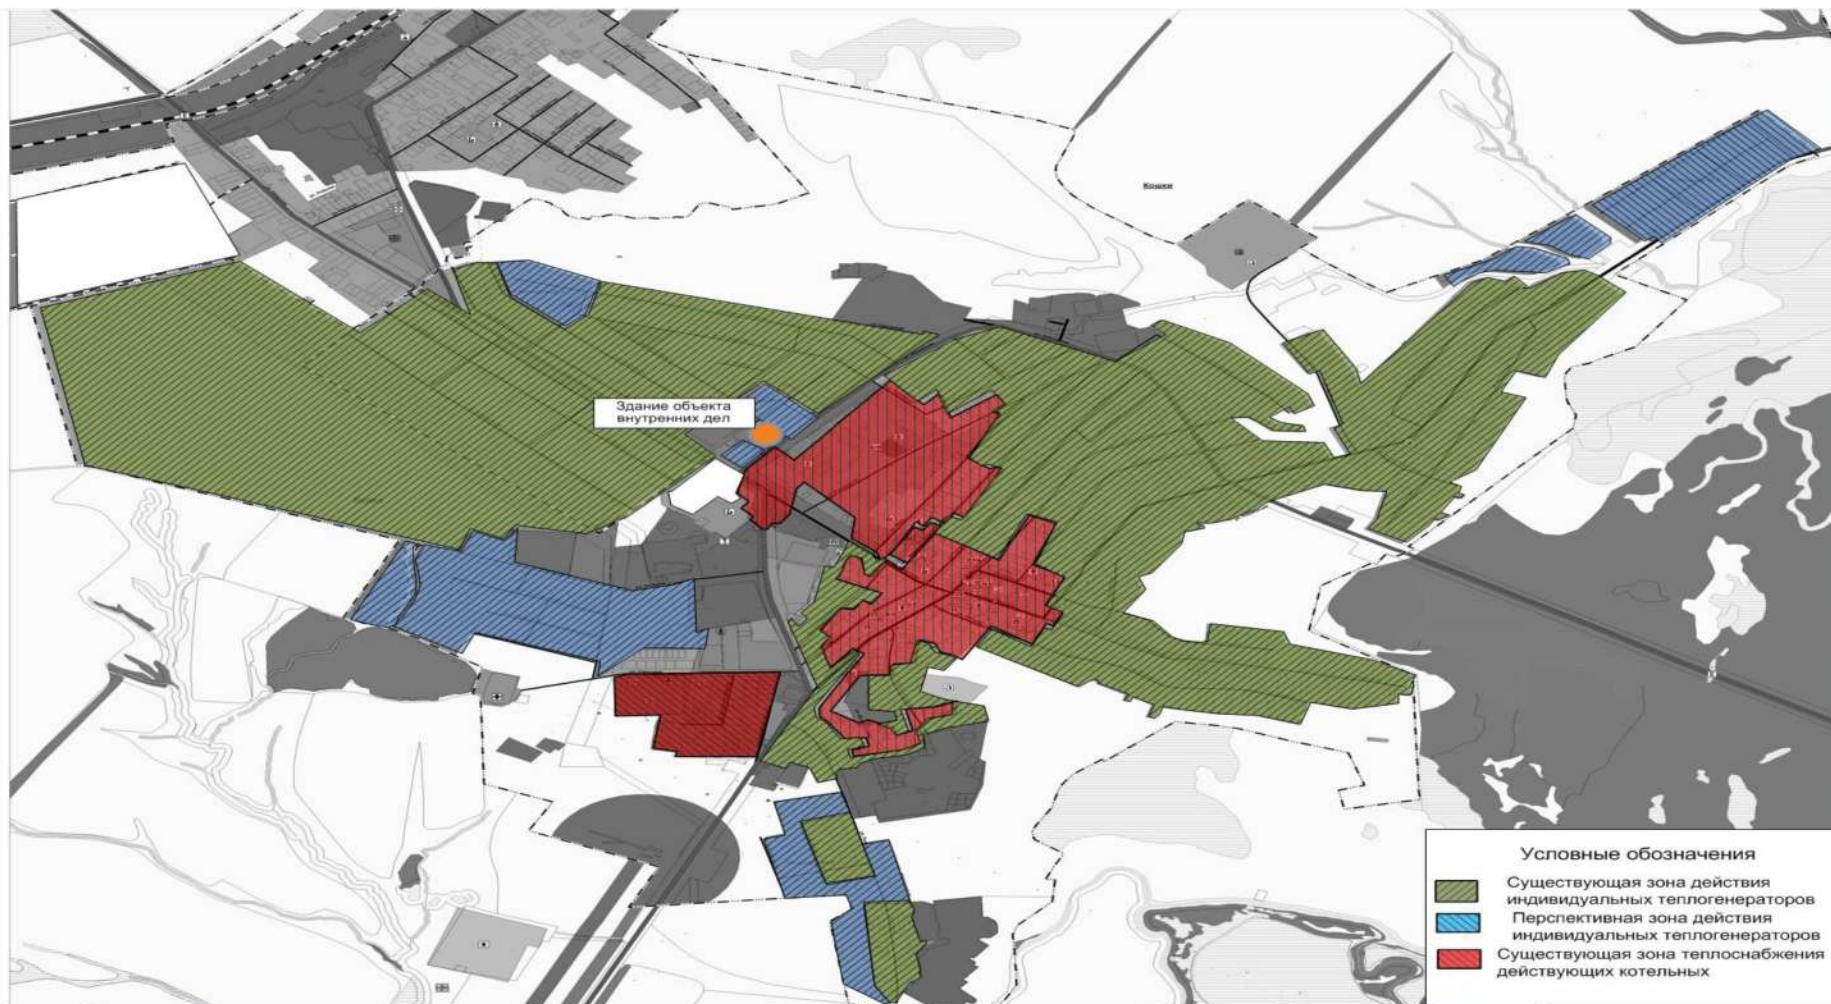 Кошки
Здание объекта
внутренних дел
Условные обозначения
Существующая зона действия
индивидуальных теплогенераторов
Перспективная зона действия
индивидуальных теплогенераторов
Существующая зона теплоснабжения
действующих котельных